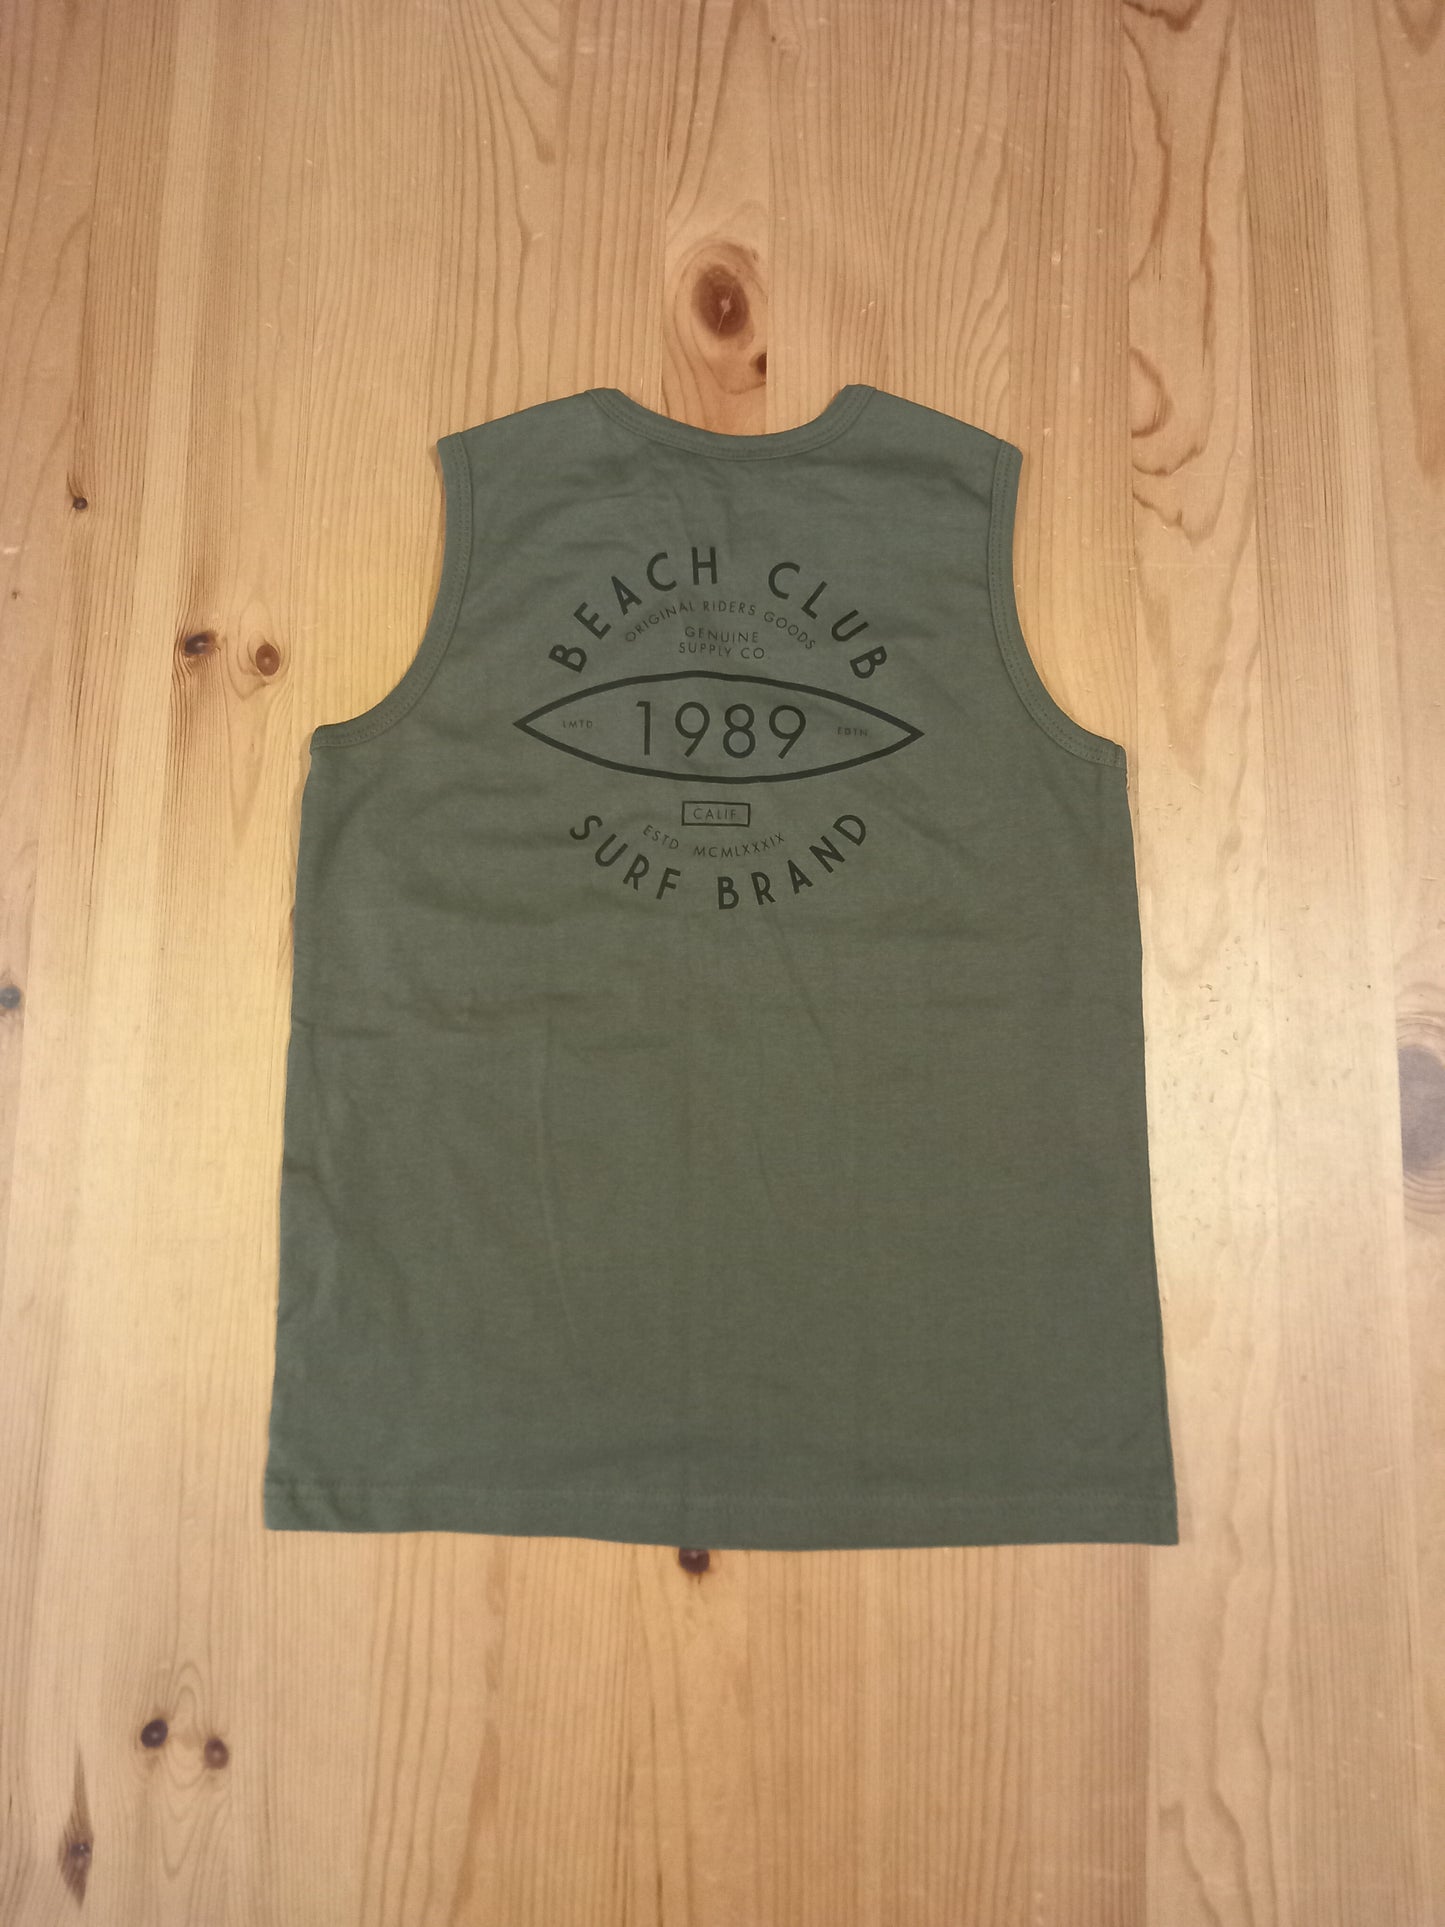 BEACH CLUB
ORIGINAL RIDERS GOODS
GENUINE
SUPPLY CO.
LMTD. 1989 EDTN.
CALIF.
ESTD. MCMLXXXIX
SURF BRAND